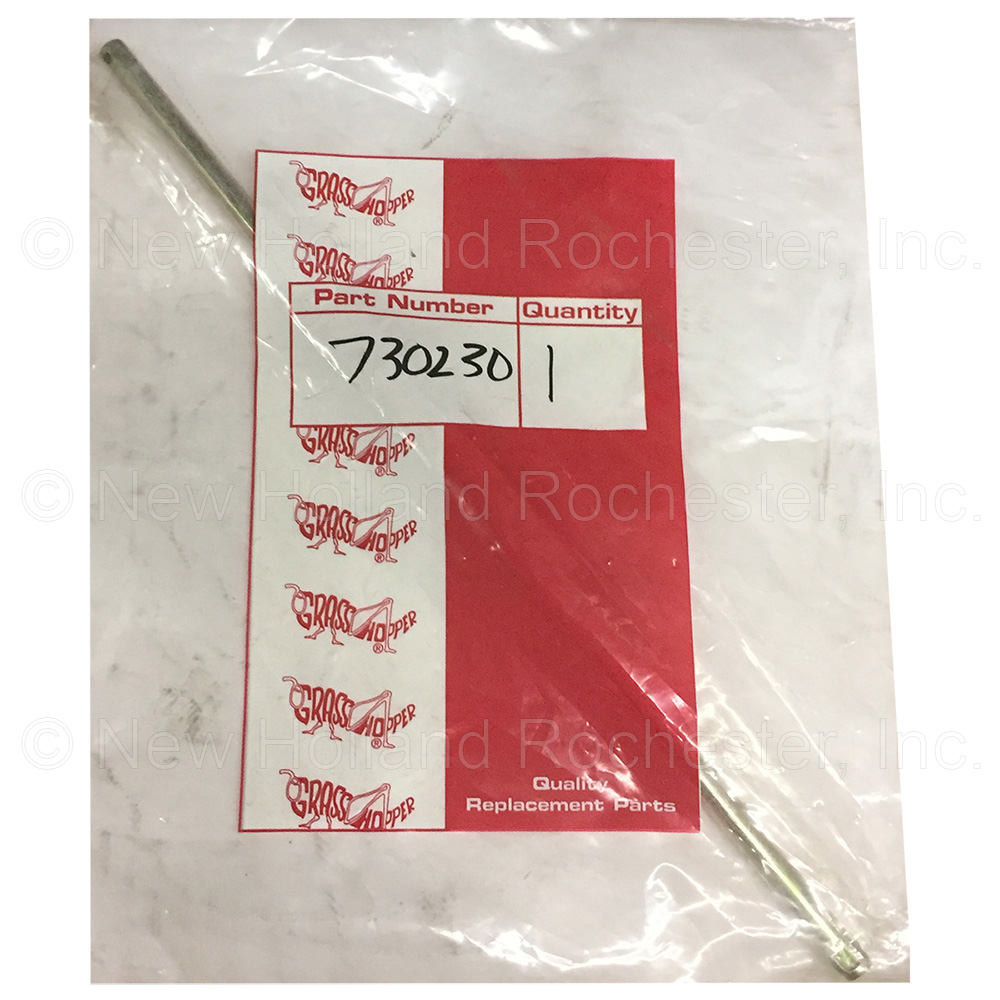 GRASSHOPPER®
© New Holland Rochester, Inc.
GRASSHOPPER
Part Number Quantity
730230 1
GRASSHOPPER®
© New Holland Rochester, Inc.
GRASSHOPPER®
GRASSHOPPER®
GRASSHOPPER®
© New Holland Rochester, Inc.
GRASSHOPPER
Quality
Replacement Parts